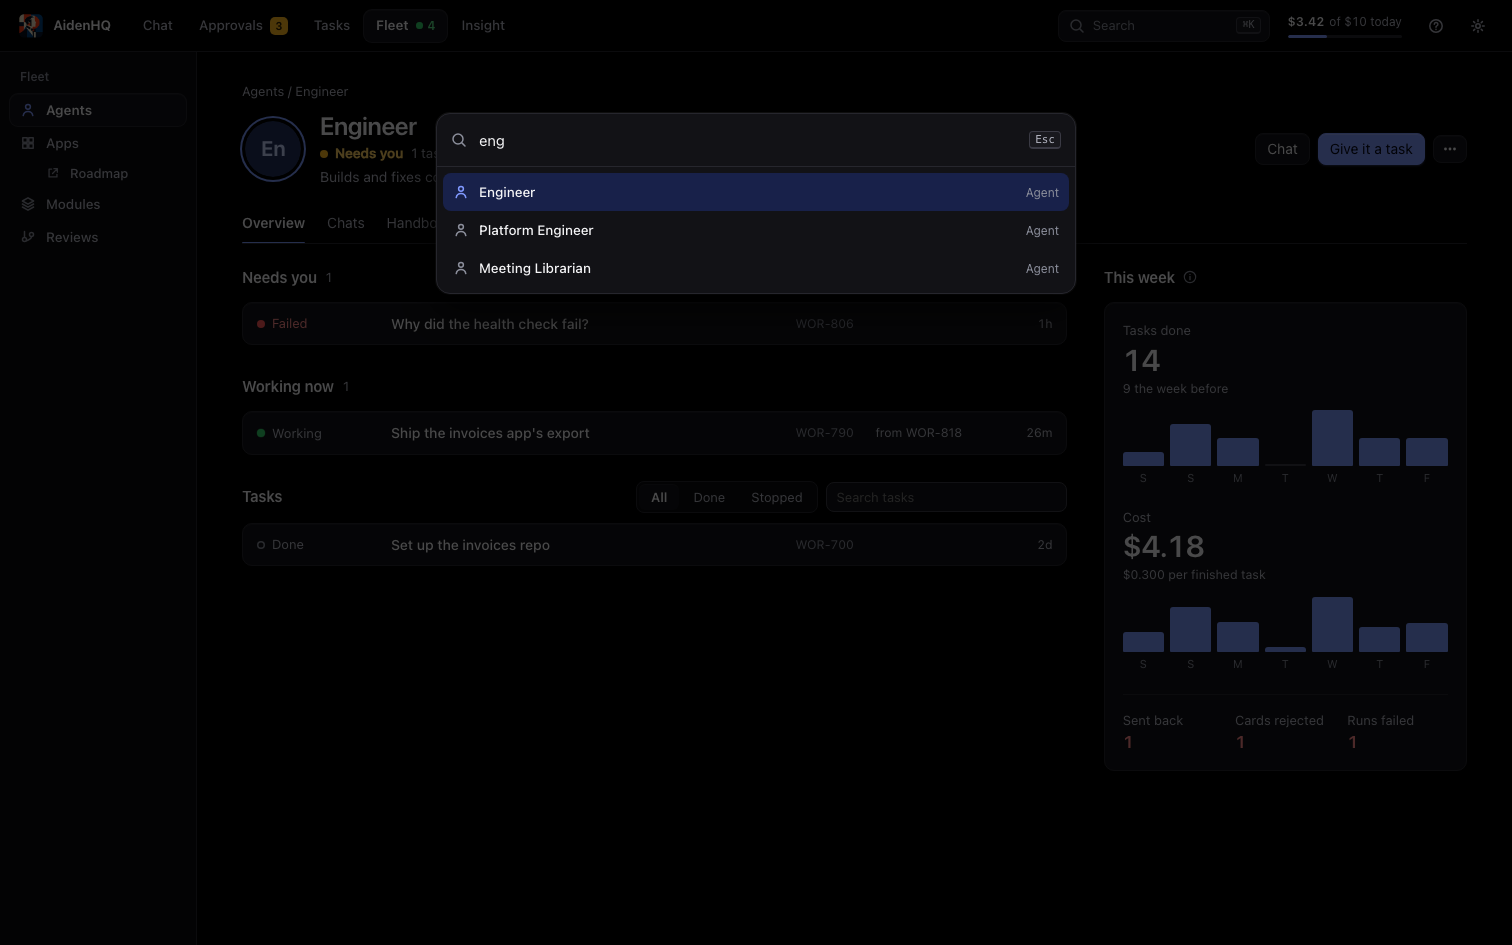 AidenHQ
Chat
Approvals 3
Tasks
Fleet 4
Insight
Search ⌘K
$3.42 of $10 today
Fleet
Agents
Apps
Roadmap
Modules
Reviews
Agents / Engineer
En
Engineer
Needs you 1
Builds and fixes
Chat
Give it a task
eng
Esc
Engineer Agent
Platform Engineer Agent
Meeting Librarian Agent
Overview
Chats
Needs you 1
Failed Why did the health check fail? WOR-806 1h
Working now 1
Working Ship the invoices app's export WOR-790 from WOR-818 26m
Tasks
All Done Stopped
Search tasks
Done Set up the invoices repo WOR-700 2d
This week
Tasks done
14
9 the week before
S S M T W T F
Cost
$4.18
$0.300 per finished task
S S M T W T F
Sent back Cards rejected Runs failed
1 1 1